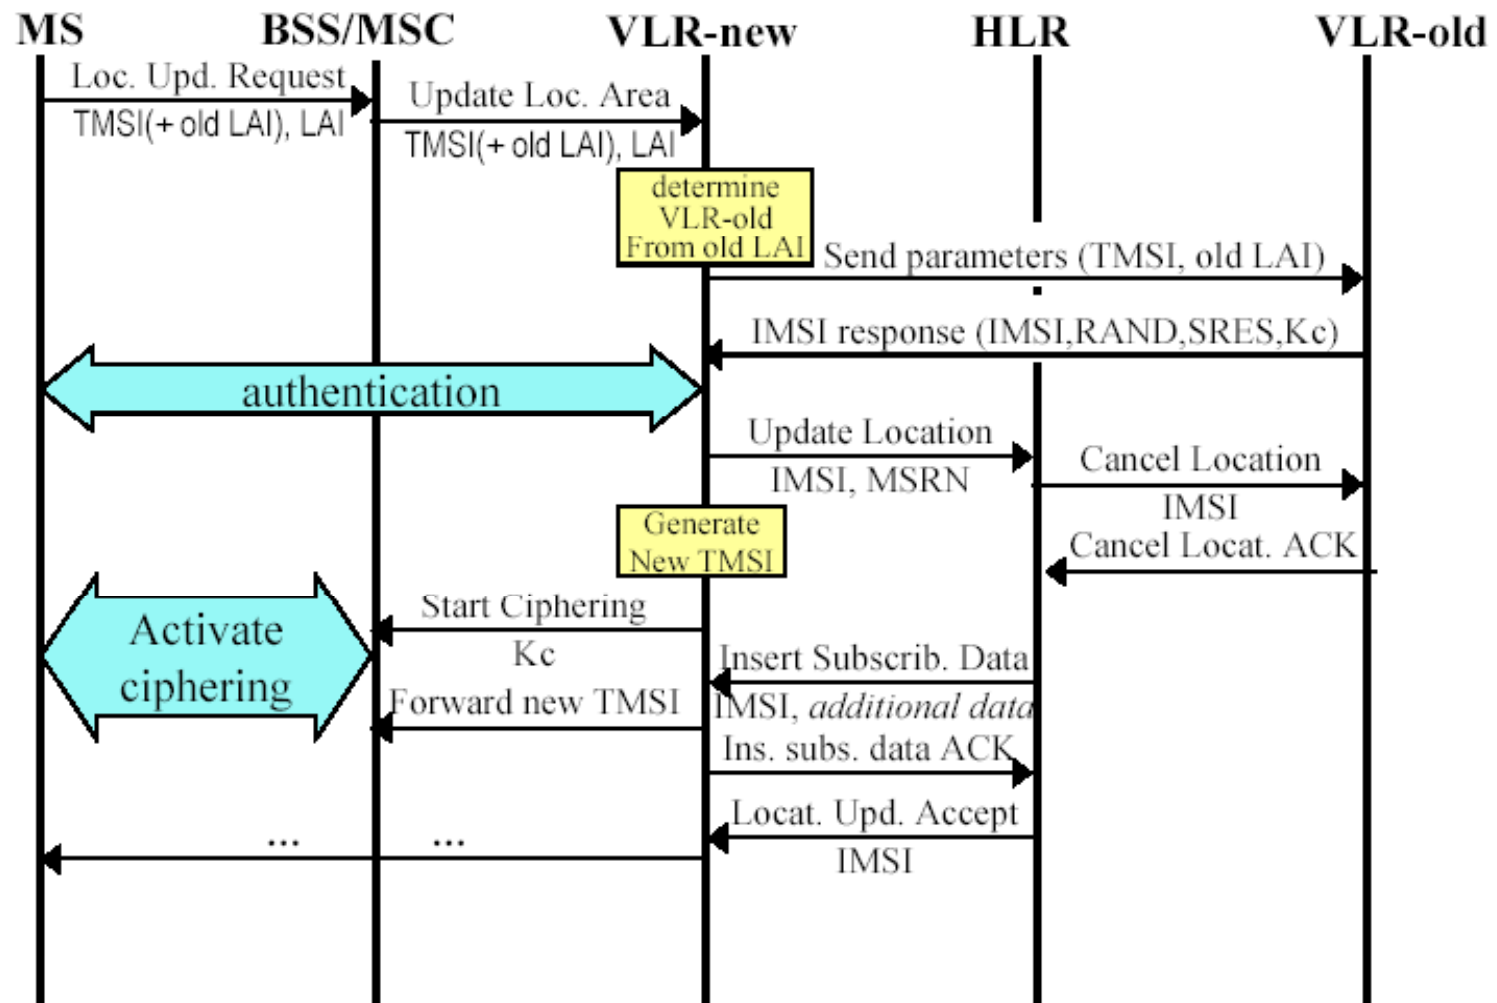 MS BSS/MSC VLR-new HLR VLR-old
Loc. Upd. Request
TMSI(+ old LAI), LAI
Update Loc. Area
TMSI(+ old LAI), LAI
determine
VLR-old
From old LAI
Send parameters (TMSI, old LAI)
IMSI response (IMSI,RAND,SRES,Kc)
authentication
Update Location
IMSI, MSRN
Cancel Location
IMSI
Cancel Locat. ACK
Generate
New TMSI
Start Ciphering
Kc
Activate
ciphering
Insert Subscrib. Data
IMSI, additional data
Forward new TMSI
Ins. subs. data ACK
Locat. Upd. Accept
IMSI
... ...